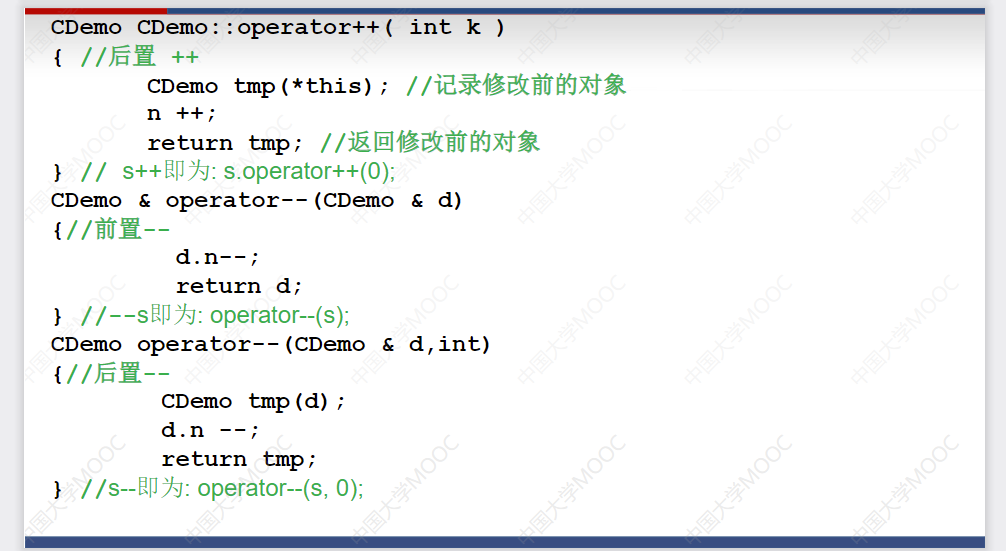 CDemo CDemo::operator++( int k )
{ //后置 ++
CDemo tmp(*this); //记录修改前的对象
n ++;
return tmp; //返回修改前的对象
} // s++即为: s.operator++(0);
CDemo & operator--(CDemo & d)
{//前置--
d.n--;
return d;
} //--s即为: operator--(s);
CDemo operator--(CDemo & d,int)
{//后置--
CDemo tmp(d);
d.n --;
return tmp;
} //s--即为: operator--(s, 0);
中国大学MOOC